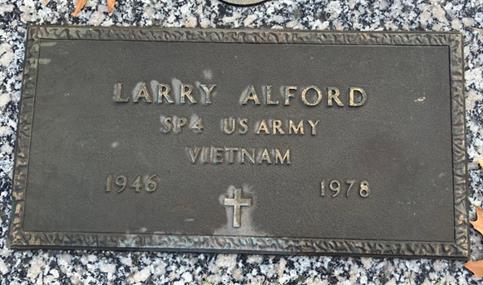 LARRY ALFORD
SP4 US ARMY
VIETNAM
1946 1978